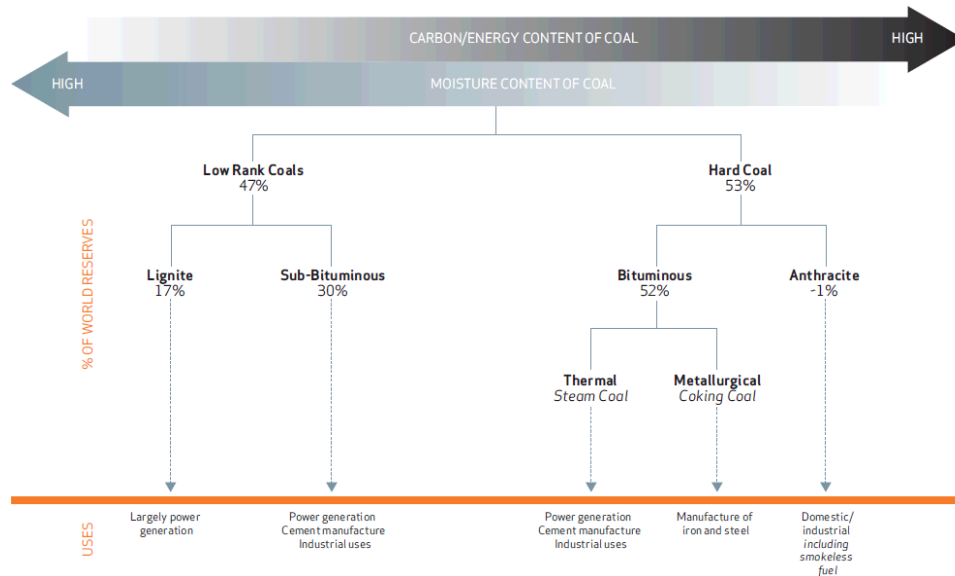 CARBON/ENERGY CONTENT OF COAL
HIGH
HIGH
MOISTURE CONTENT OF COAL
Low Rank Coals
47%
Hard Coal
53%
% OF WORLD RESERVES
Lignite
17%
Sub-Bituminous
30%
Bituminous
52%
Anthracite
~1%
Thermal
Steam Coal
Metallurgical
Coking Coal
USES
Largely power
generation
Power generation
Cement manufacture
Industrial uses
Power generation
Cement manufacture
Industrial uses
Manufacture of
iron and steel
Domestic/
industrial
including
smokeless
fuel